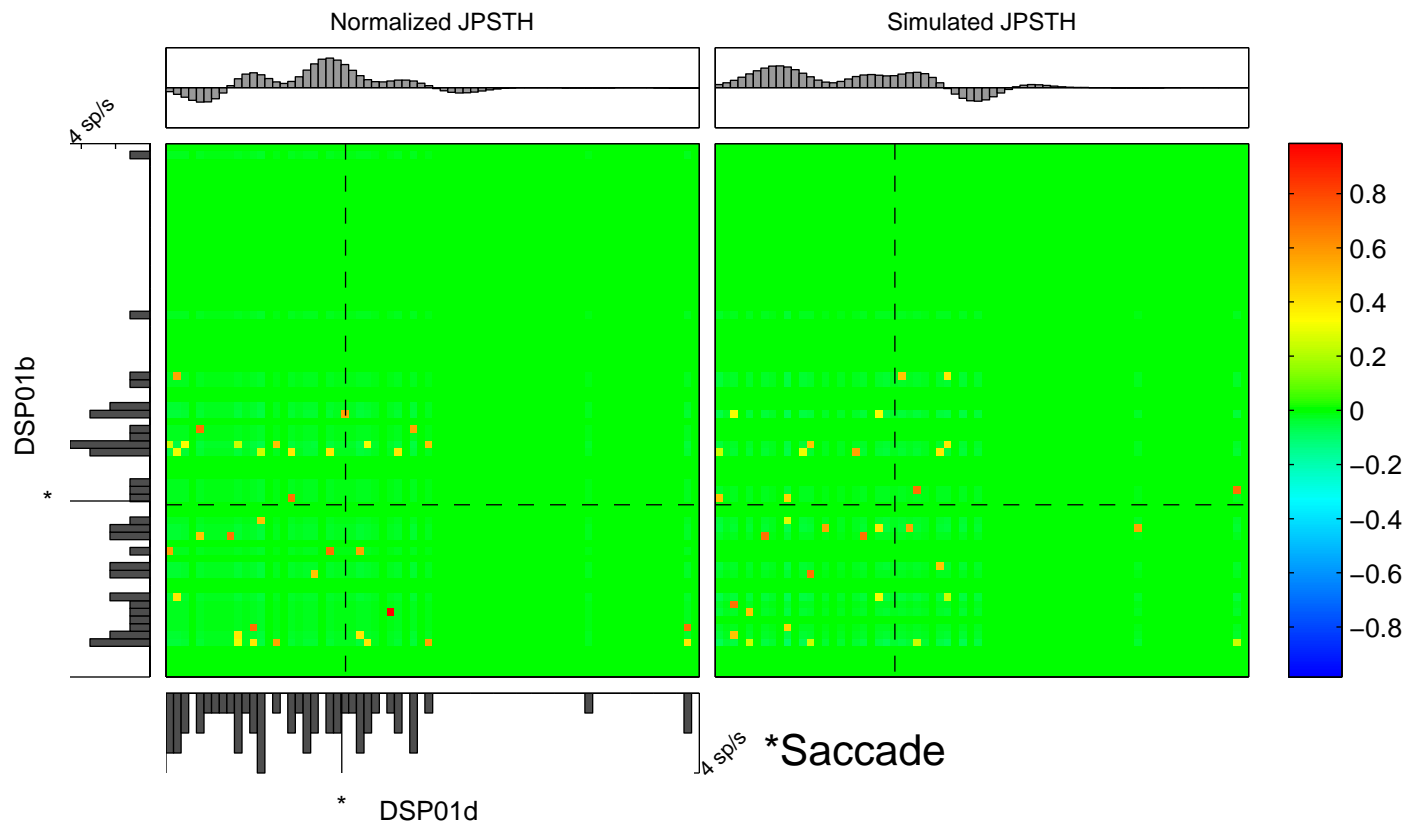 Normalized JPSTH
Simulated JPSTH
4 sp/s
0.8
0.6
0.4
0.2
0
−0.2
−0.4
−0.6
−0.8
DSP01b
*
4 sp/s
*Saccade
*
DSP01d